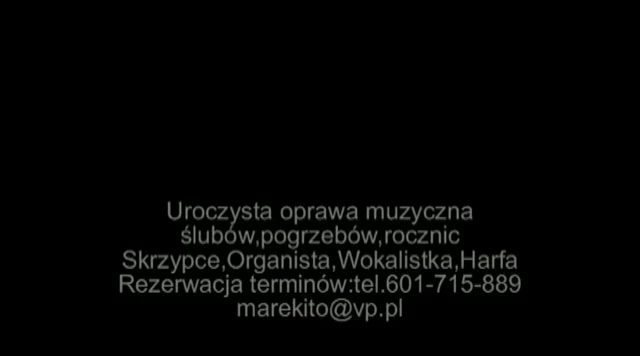 Uroczysta oprawa muzyczna
ślubów,pogrzebów,rocznic
Skrzypce,Organista,Wokalistka,Harfa
Rezerwacja terminów:tel.601-715-889
marekito@vp.pl